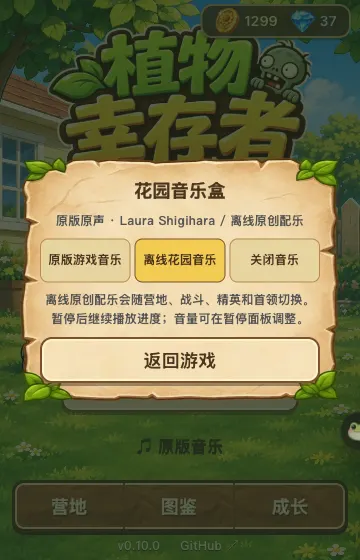 1299
37
植物
幸存者
花园音乐盒
原版原声 · Laura Shigihara / 离线原创配乐
原版游戏音乐
离线花园音乐
关闭音乐
离线原创配乐会随营地、战斗、精英和首领切换。
暂停后继续播放进度；音量可在暂停面板调整。
返回游戏
原版音乐
营地
图鉴
成长
v0.10.0
GitHub